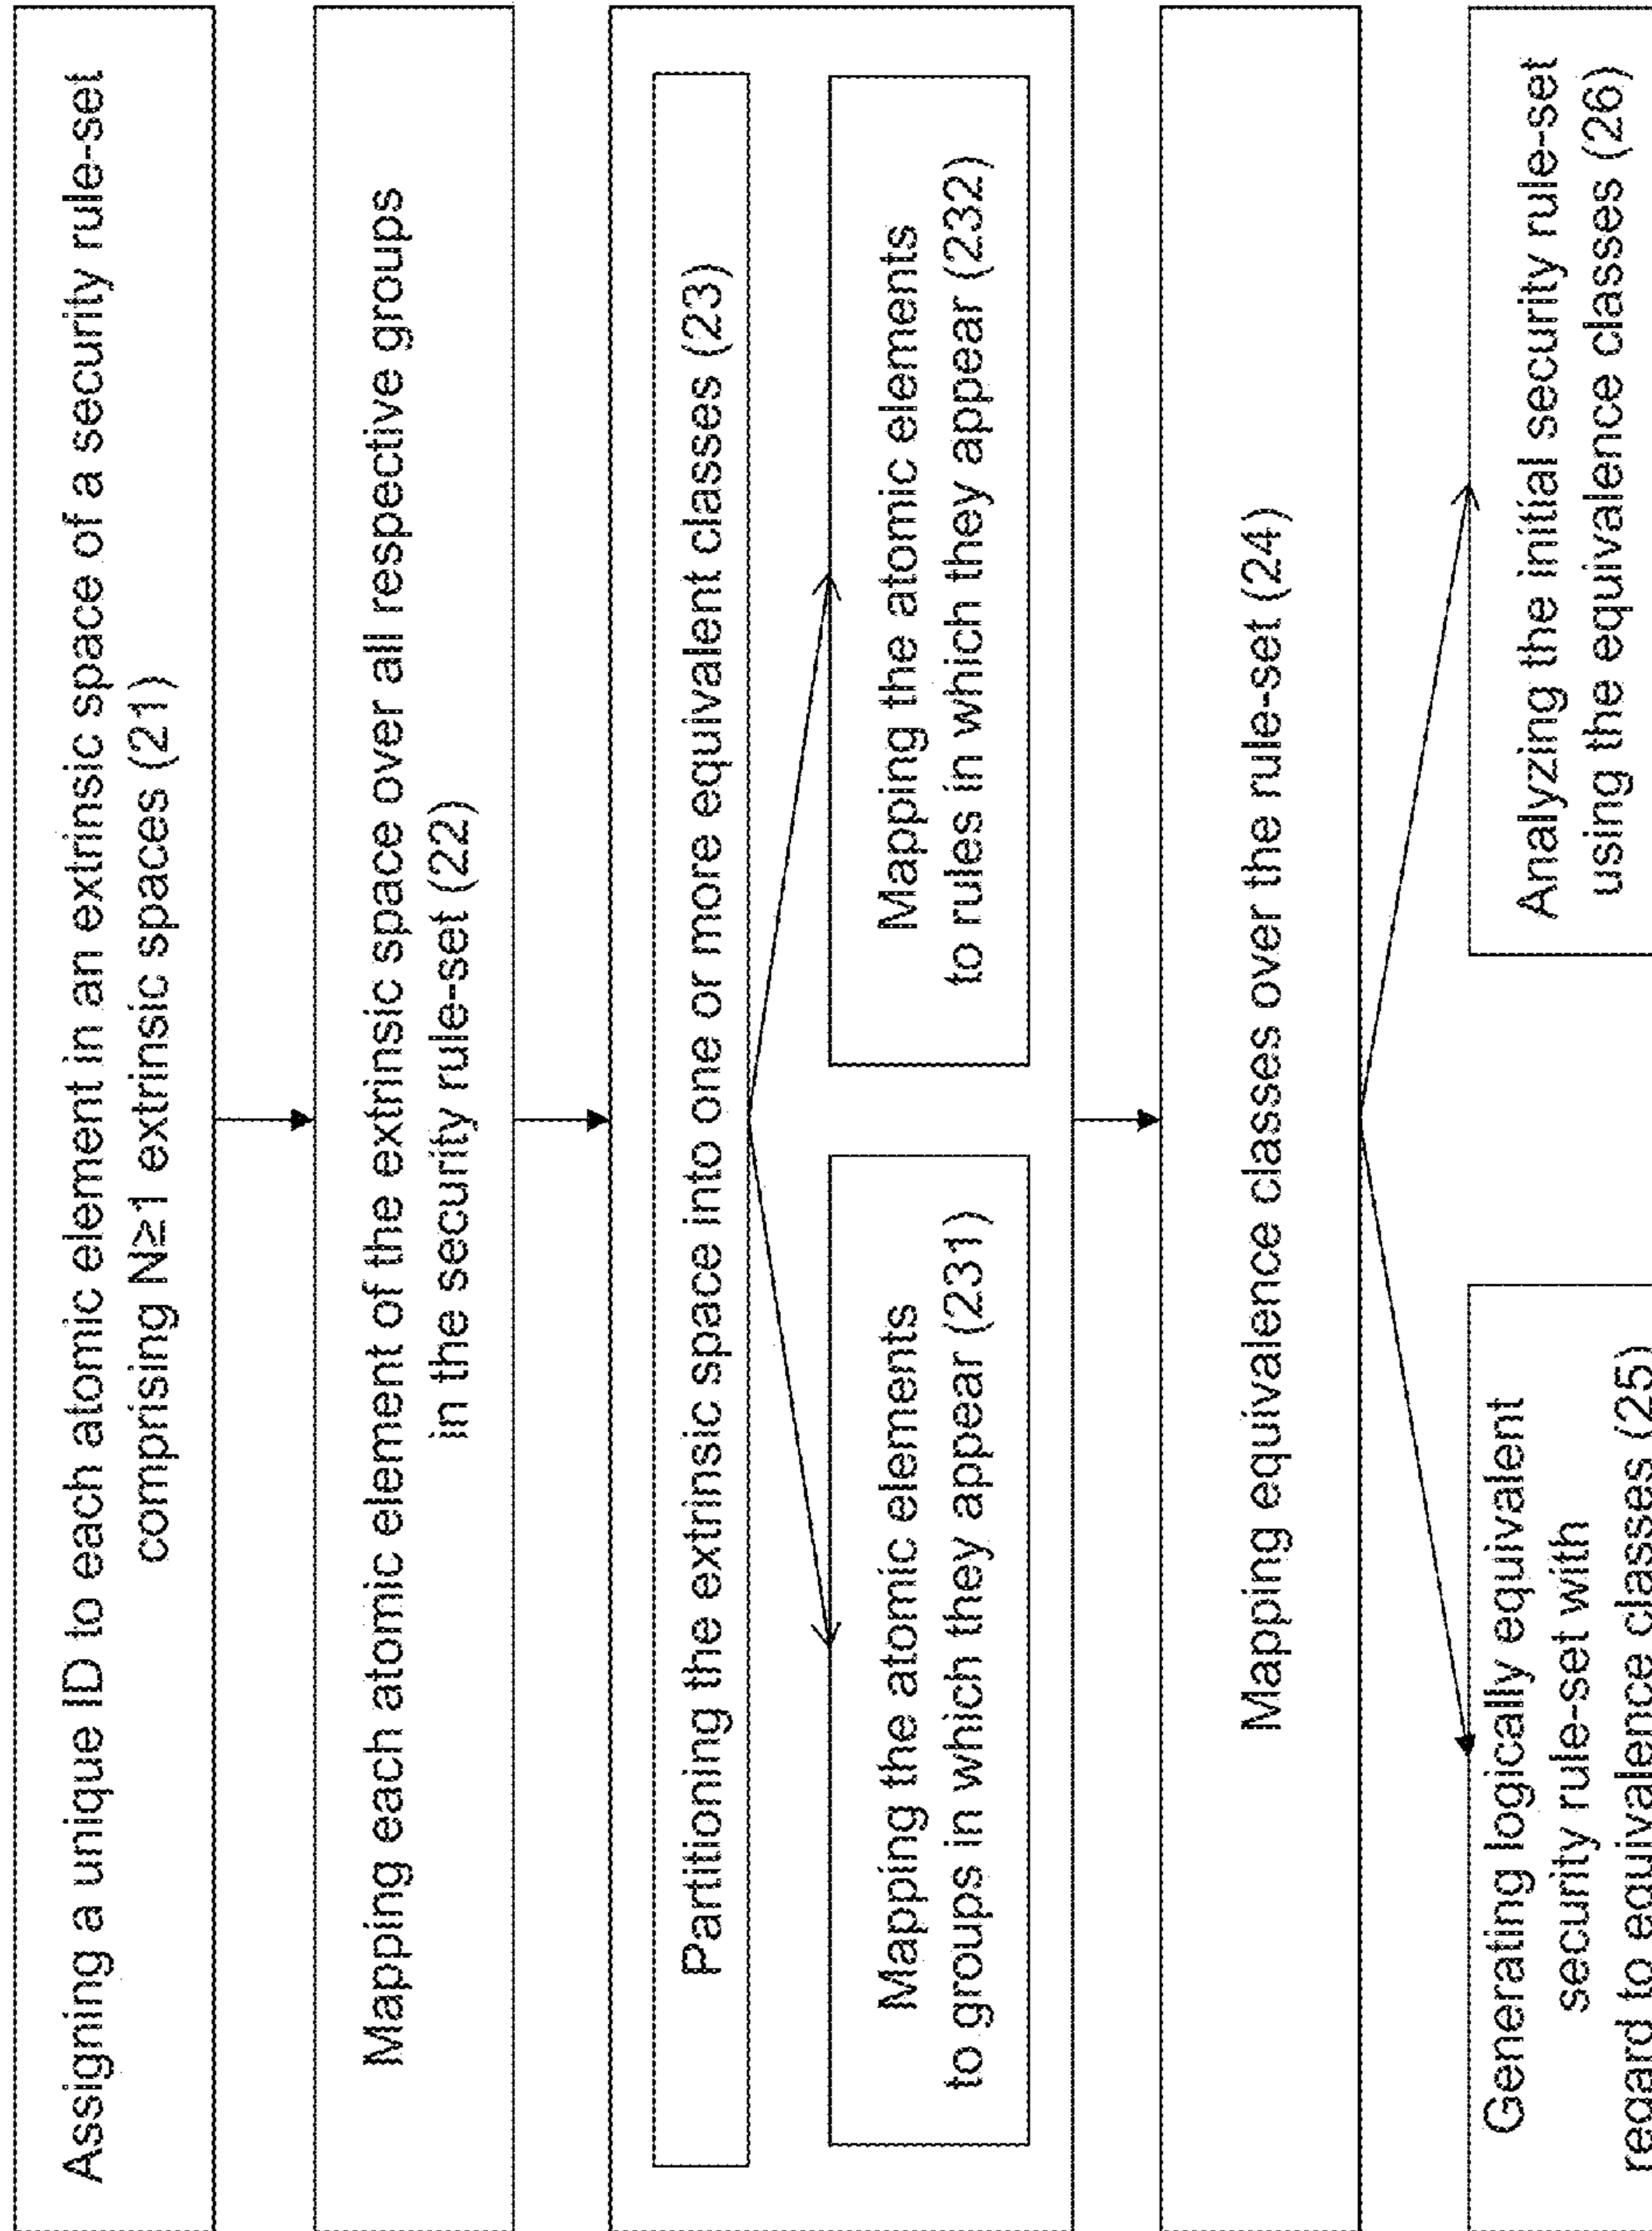 Assigning a unique ID to each atomic element in an extrinsic space of a security rule-set
comprising N≥1 extrinsic spaces (21)
Mapping each atomic element of the extrinsic space over all respective groups
in the security rule-set (22)
Partitioning the extrinsic space into one or more equivalent classes (23)
Mapping the atomic elements
to groups in which they appear (231)
Mapping the atomic elements
to rules in which they appear (232)
Mapping equivalence classes over the rule-set (24)
Generating logically equivalent
security rule-set with
regard to equivalence classes (25)
Analyzing the initial security rule-set
using the equivalence classes (26)